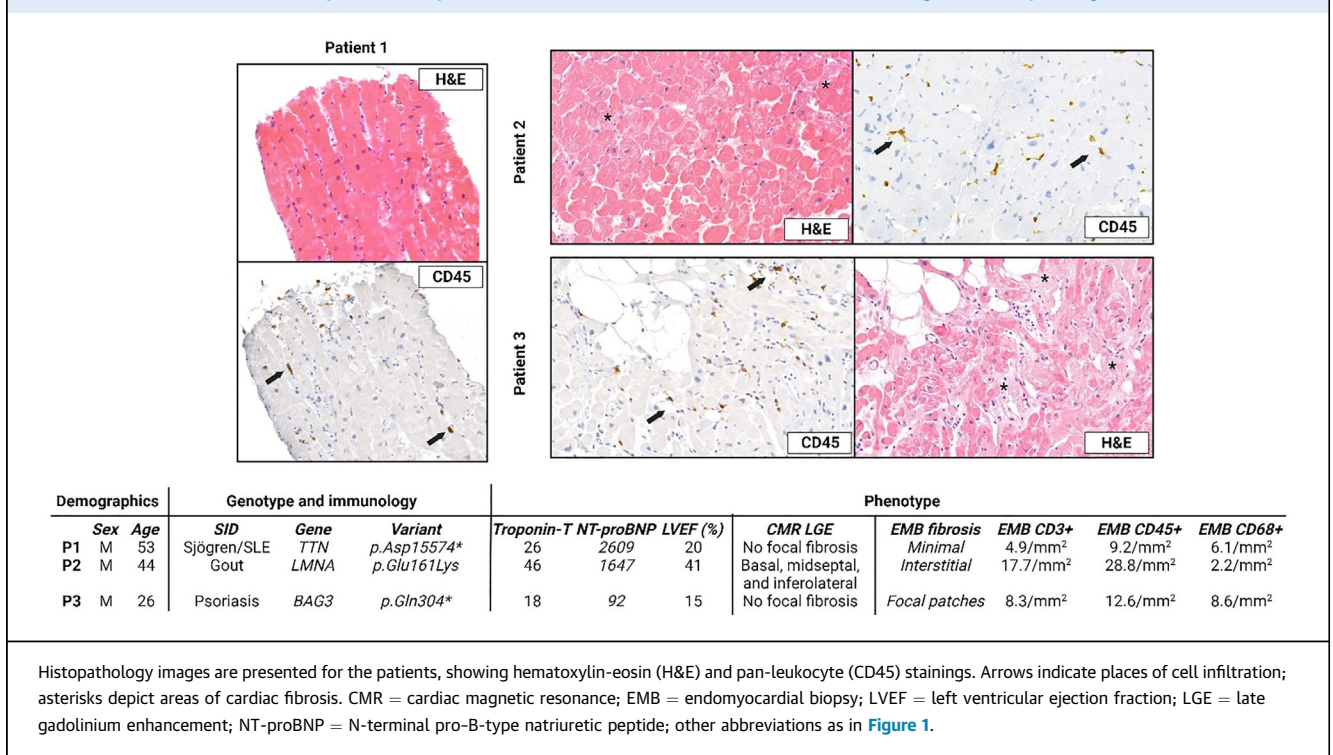 Patient 1
H&E
CD45
Patient 2
H&E
CD45
Patient 3
CD45
H&E
Demographics Genotype and immunology Phenotype
Sex Age SID Gene Variant Troponin-T NT-proBNP LVEF (%) CMR LGE EMB fibrosis EMB CD3+ EMB CD45+ EMB CD68+
P1 M 53 Sjögren/SLE TTN p.Asp15574* 26 2609 20 No focal fibrosis Minimal 4.9/mm² 9.2/mm² 6.1/mm²
P2 M 44 Gout LMNA p.Glu161Lys 46 1647 41 Basal, midseptal, Interstitial 17.7/mm² 28.8/mm² 2.2/mm²
and inferolateral
P3 M 26 Psoriasis BAG3 p.Gln304* 18 92 15 No focal fibrosis Focal patches 8.3/mm² 12.6/mm² 8.6/mm²
Histopathology images are presented for the patients, showing hematoxylin-eosin (H&E) and pan-leukocyte (CD45) stainings. Arrows indicate places of cell infiltration;
asterisks depict areas of cardiac fibrosis. CMR = cardiac magnetic resonance; EMB = endomyocardial biopsy; LVEF = left ventricular ejection fraction; LGE = late
gadolinium enhancement; NT-proBNP = N-terminal pro–B-type natriuretic peptide; other abbreviations as in Figure 1.